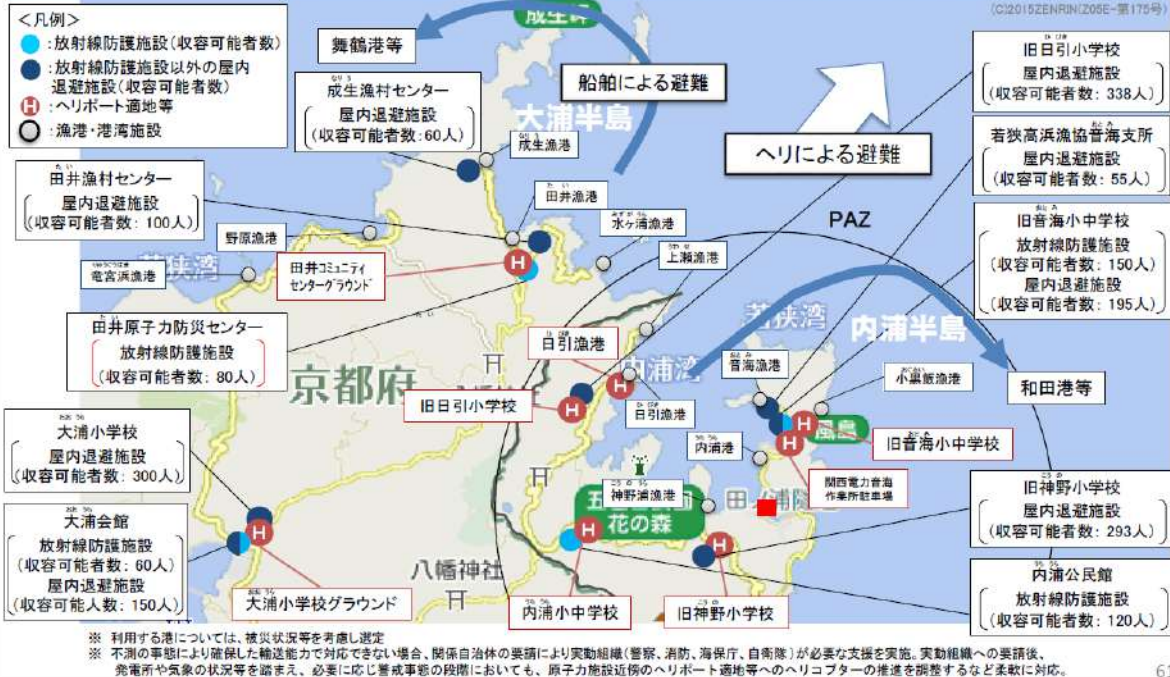 (C)2015ZENRIN(Z05E-第175号)
<凡例>
:放射線防護施設(収容可能者数)
:放射線防護施設以外の屋内
退避施設(収容可能者数)
H:ヘリポート適地等
:漁港・港湾施設
成生岬
舞鶴港等
船舶による避難
大浦半島
ヘリによる避難
PAZ
成生漁村センター
屋内退避施設
(収容可能者数:60人)
成生漁港
田井漁村センター
屋内退避施設
(収容可能者数:100人)
田井漁港
水ヶ浦漁港
上瀬漁港
野原漁港
竜宮浜漁港
若狭湾
田井コミュニティ
センターグラウンド
田井原子力防災センター
放射線防護施設
(収容可能者数:80人)
京都府
日引漁港
内浦湾
旧日引小学校
日引漁港
旧日引小学校
屋内退避施設
(収容可能者数:338人)
若狭高浜漁協音海支所
屋内退避施設
(収容可能者数:55人)
旧音海小中学校
放射線防護施設
(収容可能者数:150人)
屋内退避施設
(収容可能者数:195人)
若狭湾
内浦半島
音海漁港
小黒飯漁港
和田港等
内浦港
風島
旧音海小中学校
関西電力音海
作業所駐車場
神野浦漁港
花の森
大浦小学校
屋内退避施設
(収容可能者数:300人)
大浦会館
放射線防護施設
(収容可能者数:60人)
屋内退避施設
(収容可能人数:150人)
八幡神社
大浦小学校グラウンド
内浦小中学校
旧神野小学校
旧神野小学校
屋内退避施設
(収容可能者数:293人)
内浦公民館
放射線防護施設
(収容可能者数:120人)
※ 利用する港については、被災状況等を考慮し選定
※ 不測の事態により確保した輸送能力で対応できない場合、関係自治体の要請により実動組織(警察、消防、海保庁、自衛隊)が必要な支援を実施。実動組織への要請後、
発電所や気象の状況等を踏まえ、必要に応じ警戒事態の段階においても、原子力施設近傍のヘリポート適地等へのヘリコプターの推進を調整するなど柔軟に対応。
61